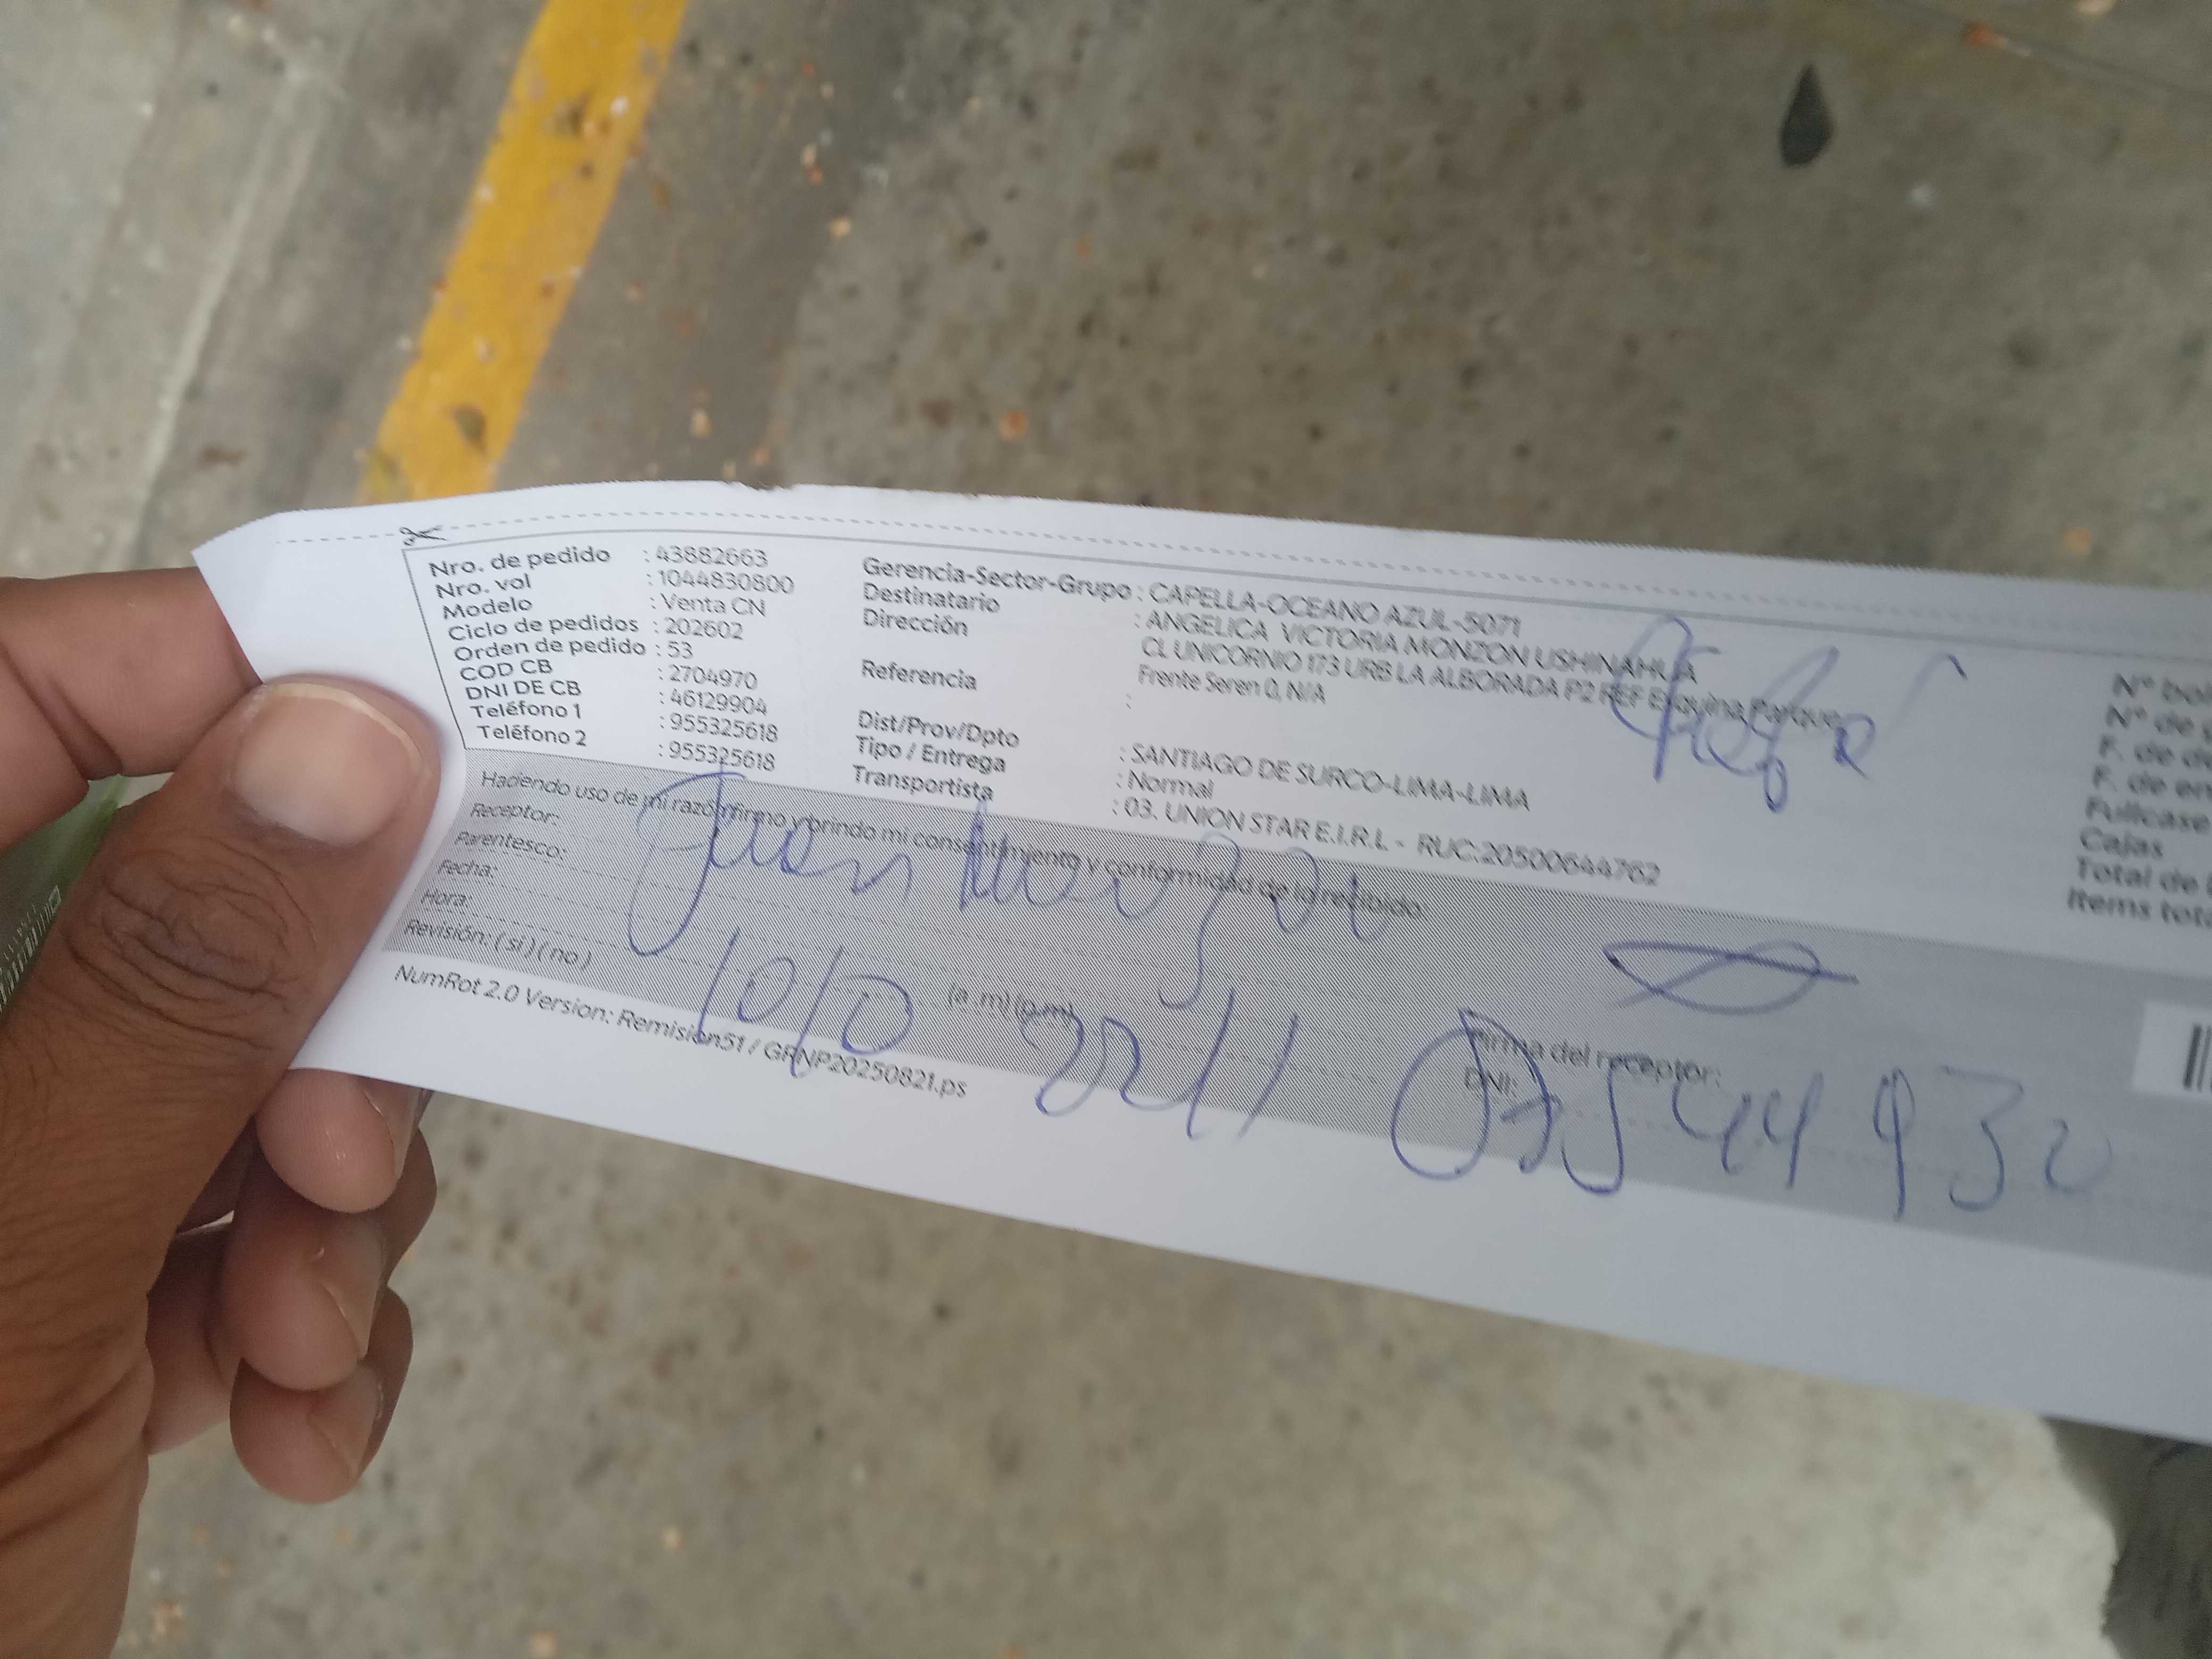 Nro. de pedido : 43882663
Nro. vol : 1044830800
Modelo : Venta CN
Ciclo de pedidos : 202602
Orden de pedido : 53
COD CB : 2704970
DNI DE CB : 46129904
Teléfono 1 : 955325618
Teléfono 2 : 955325618
Gerencia-Sector-Grupo : CAPELLA-OCEANO AZUL-5071
Destinatario : ANGELICA VICTORIA MONZON USHINAHUA
Dirección : CL UNICORNIO 173 URB LA ALBORADA P2 REF Esquina Parque
Frente Seren 0, N/A
Referencia :
Dist/Prov/Dpto : SANTIAGO DE SURCO-LIMA-LIMA
Tipo / Entrega : Normal
Transportista : 03. UNION STAR E.I.R.L - RUC:20500644762
Nº
Nº de
F. de
F. de
Fullcase
Cajas
Total de
Items
Haciendo uso de mi razón firmo y brindo mi consentimiento y conformidad de lo recibido:
Receptor: Juan
Parentesco:
Fecha:
Hora: (a .m) (p.m)
Revisión: ( si ) ( no )
Firma del receptor:
DNI: 07544930
NumRot 2.0 Version: Remision51 / GRNP20250821.ps